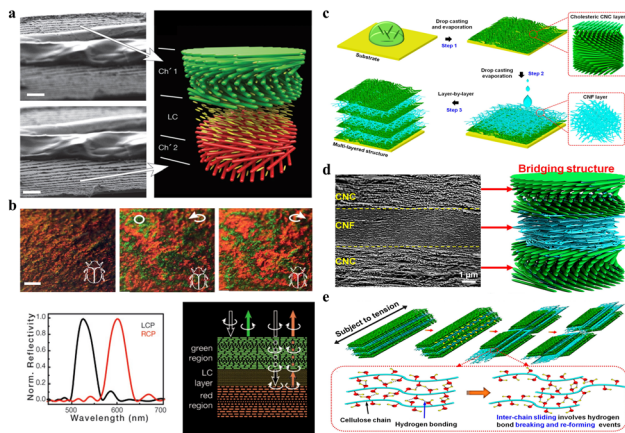 a
Ch* 1
LC
Ch* 2
b
Norm. Reflectivity
1.0
0.8
0.6
0.4
0.2
0.0
LCP
RCP
500
600
700
Wavelength (nm)
green
region
LC
layer
red
region
c
Substrate
Drop casting
and evaporation
Step 1
Cholesteric CNC layer
Drop casting
evaporation
Step 2
CNF layer
Layer-by-layer
Step 3
Multi-layered structure
d
CNC
CNF
CNC
1 μm
Bridging structure
e
Subject to tension
Cellulose chain
Hydrogen bonding
Inter-chain sliding involves hydrogen
bond breaking and re-forming events